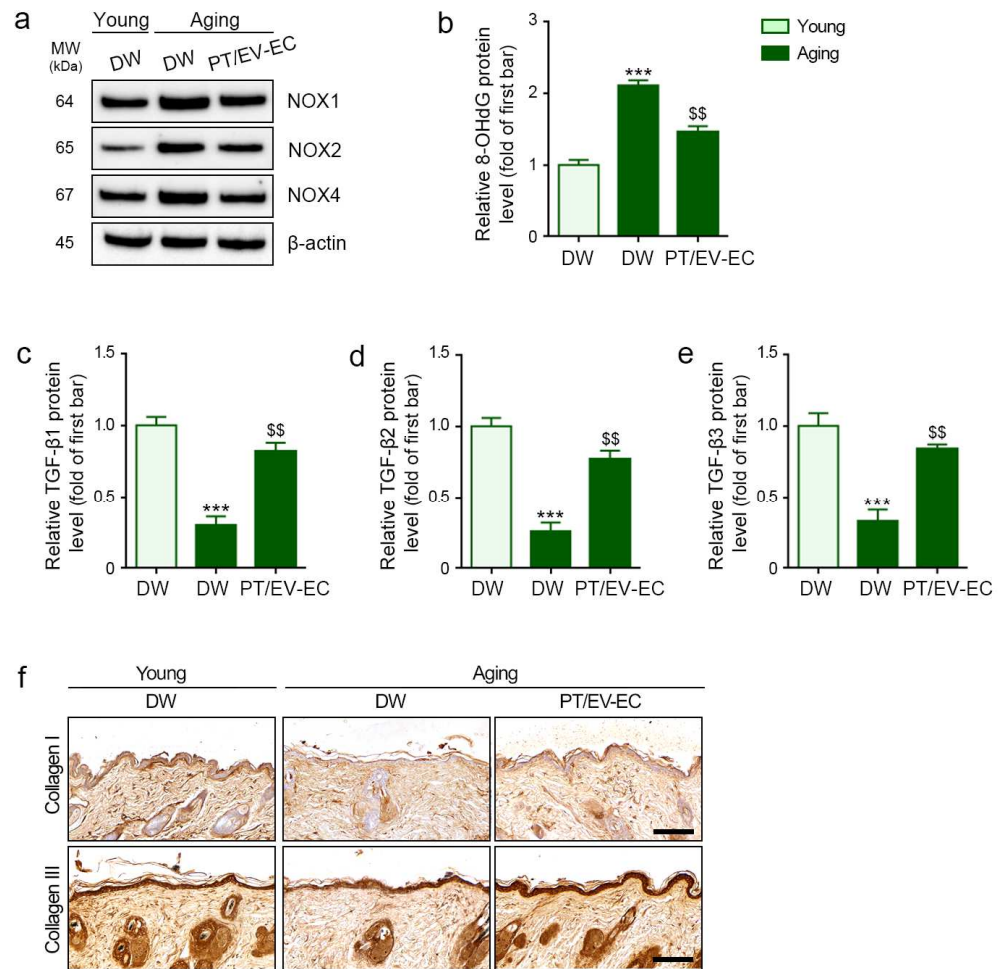 a
Young Aging
MW
(kDa)
DW DW PT/EV-EC
64 NOX1
65 NOX2
67 NOX4
45 β-actin
b
Relative 8-OHdG protein
level (fold of first bar)
3
2
1
0
***
$$
DW DW PT/EV-EC
Young
Aging
c
Relative TGF-β1 protein
level (fold of first bar)
1.5
1.0
0.5
0
***
$$
DW DW PT/EV-EC
d
Relative TGF-β2 protein
level (fold of first bar)
1.5
1.0
0.5
0
***
$$
DW DW PT/EV-EC
e
Relative TGF-β3 protein
level (fold of first bar)
1.5
1.0
0.5
0
***
$$
DW DW PT/EV-EC
f
Young Aging
DW DW PT/EV-EC
Collagen I
Collagen III